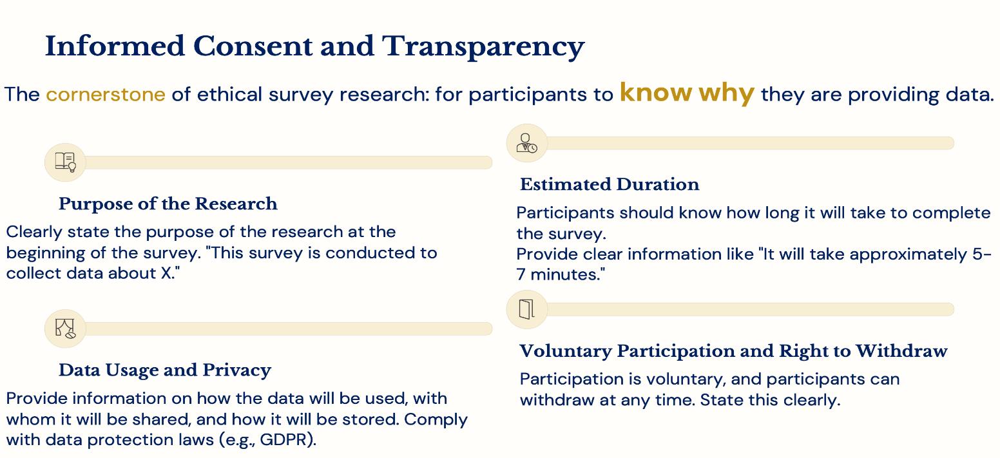 Informed Consent and Transparency
The cornerstone of ethical survey research: for participants to know why they are providing data.
Purpose of the Research
Clearly state the purpose of the research at the
beginning of the survey. "This survey is conducted to
collect data about X."
Estimated Duration
Participants should know how long it will take to complete
the survey.
Provide clear information like "It will take approximately 5-
7 minutes."
Data Usage and Privacy
Provide information on how the data will be used, with
whom it will be shared, and how it will be stored. Comply
with data protection laws (e.g., GDPR).
Voluntary Participation and Right to Withdraw
Participation is voluntary, and participants can
withdraw at any time. State this clearly.